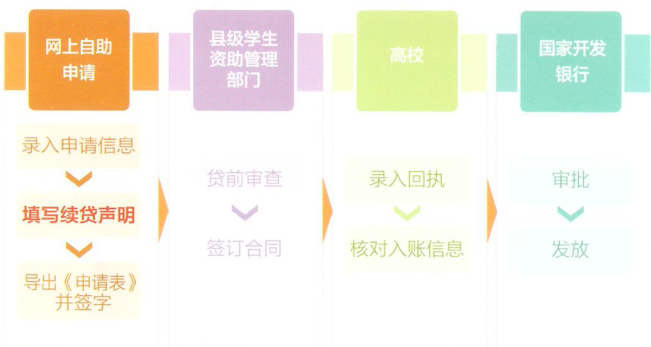 网上自助
申请
录入申请信息
填写续贷声明
导出《申请表》
并签字
县级学生
资助管理
部门
贷前审查
签订合同
高校
录入回执
核对入账信息
国家开发
银行
审批
发放